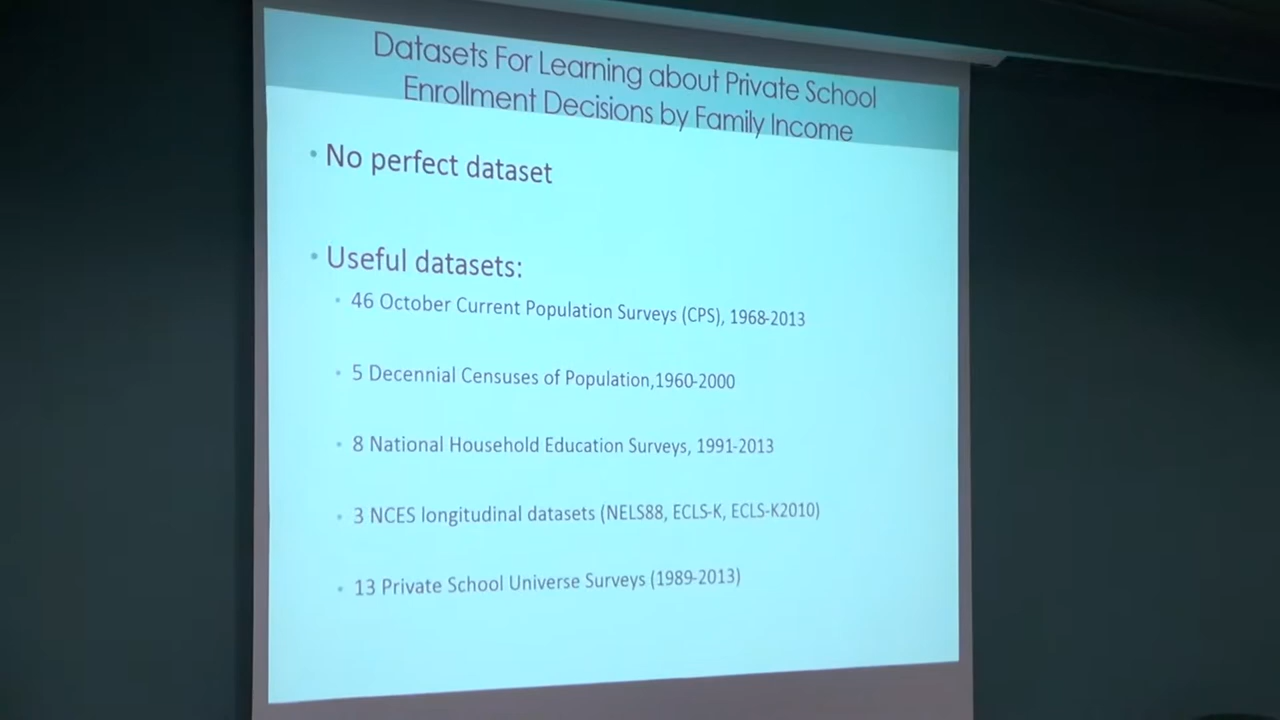 Datasets For Learning about Private School
Enrollment Decisions by Family Income
• No perfect dataset
• Useful datasets:
• 46 October Current Population Surveys (CPS), 1968-2013
• 5 Decennial Censuses of Population,1960-2000
• 8 National Household Education Surveys, 1991-2013
• 3 NCES longitudinal datasets (NELS88, ECLS-K, ECLS-K2010)
• 13 Private School Universe Surveys (1989-2013)